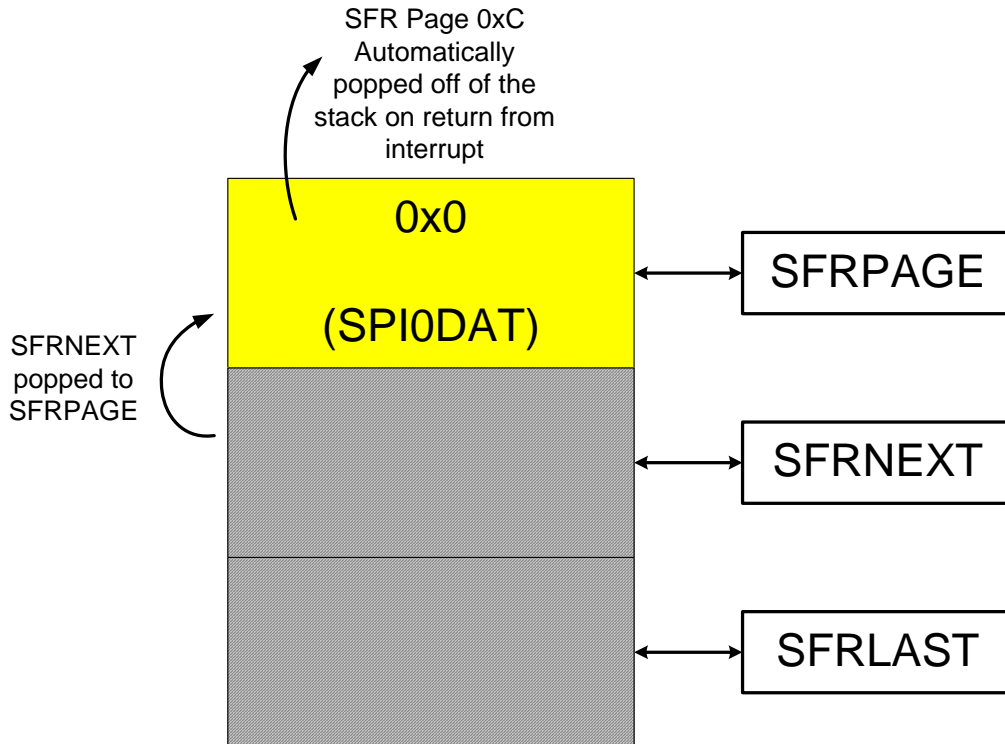 SFR Page 0xC
Automatically
popped off of the
stack on return from
interrupt
0x0
(SPI0DAT)
SFRPAGE
SFRNEXT
popped to
SFRPAGE
SFRNEXT
SFRLAST